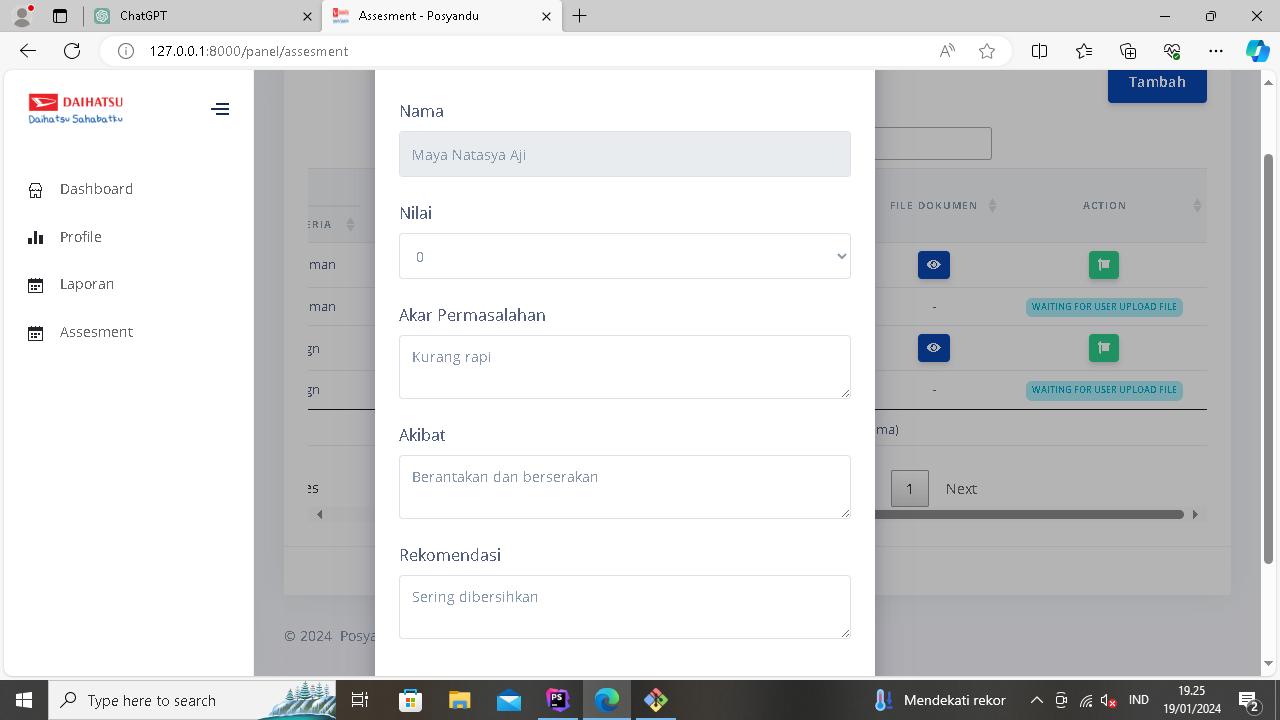 ChatGPT
Assesment - Posyandu
127.0.0.1:8000/panel/assesment
DAIHATSU
Daihatsu Sahabatku
Dashboard
Profile
Laporan
Assesment
Tambah
Nama
Maya Natasya Aji
Nilai
0
Akar Permasalahan
Kurang rapi
Akibat
Berantakan dan berserakan
Rekomendasi
Sering dibersihkan
ERIA
FILE DOKUMEN
ACTION
man
man
-
WAITING FOR USER UPLOAD FILE
gn
gn
-
WAITING FOR USER UPLOAD FILE
ma)
es
1
Next
© 2024 Posya
Type here to search
PS
Mendekati rekor
IND
19.25
19/01/2024
2